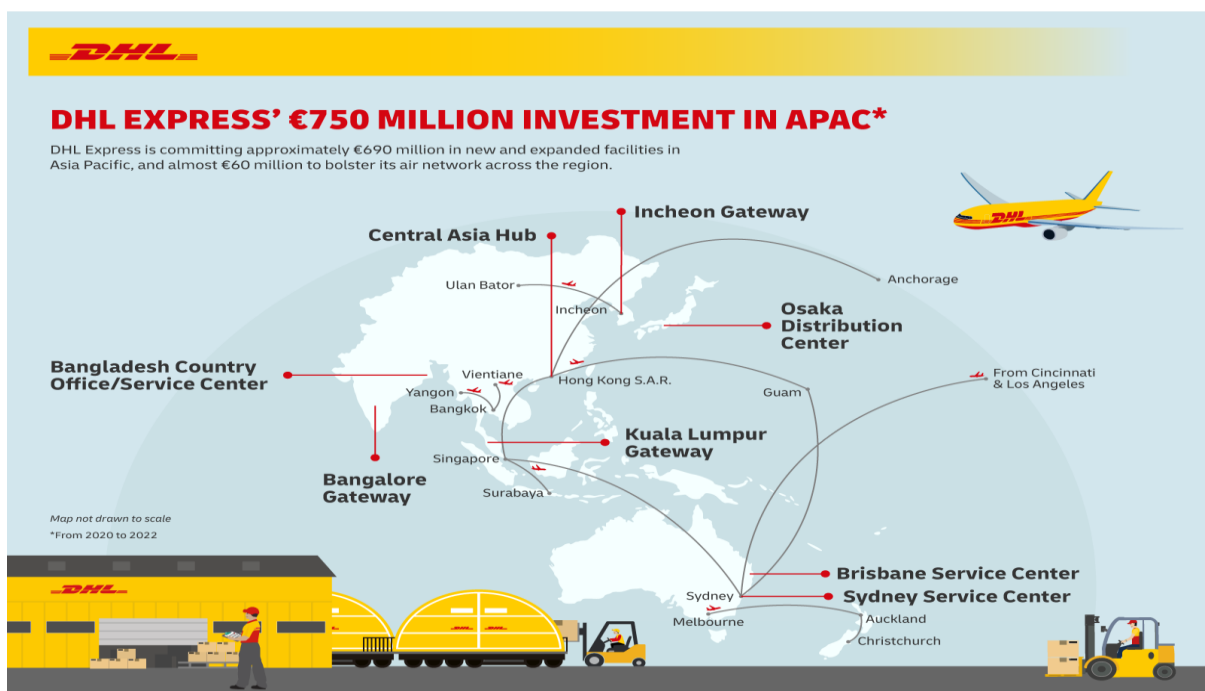 DHL
DHL EXPRESS’ €750 MILLION INVESTMENT IN APAC*
DHL Express is committing approximately €690 million in new and expanded facilities in
Asia Pacific, and almost €60 million to bolster its air network across the region.
DHL
Incheon Gateway
Central Asia Hub
Anchorage
Ulan Bator
Incheon
Osaka
Distribution
Center
Bangladesh Country
Office/Service Center
Vientiane
Hong Kong S.A.R.
From Cincinnati
& Los Angeles
Yangon
Guam
Bangkok
Kuala Lumpur
Gateway
Singapore
Bangalore
Gateway
Surabaya
Map not drawn to scale
*From 2020 to 2022
Brisbane Service Center
Sydney
Sydney Service Center
Melbourne
Auckland
Christchurch
DHL
DHL
DHL